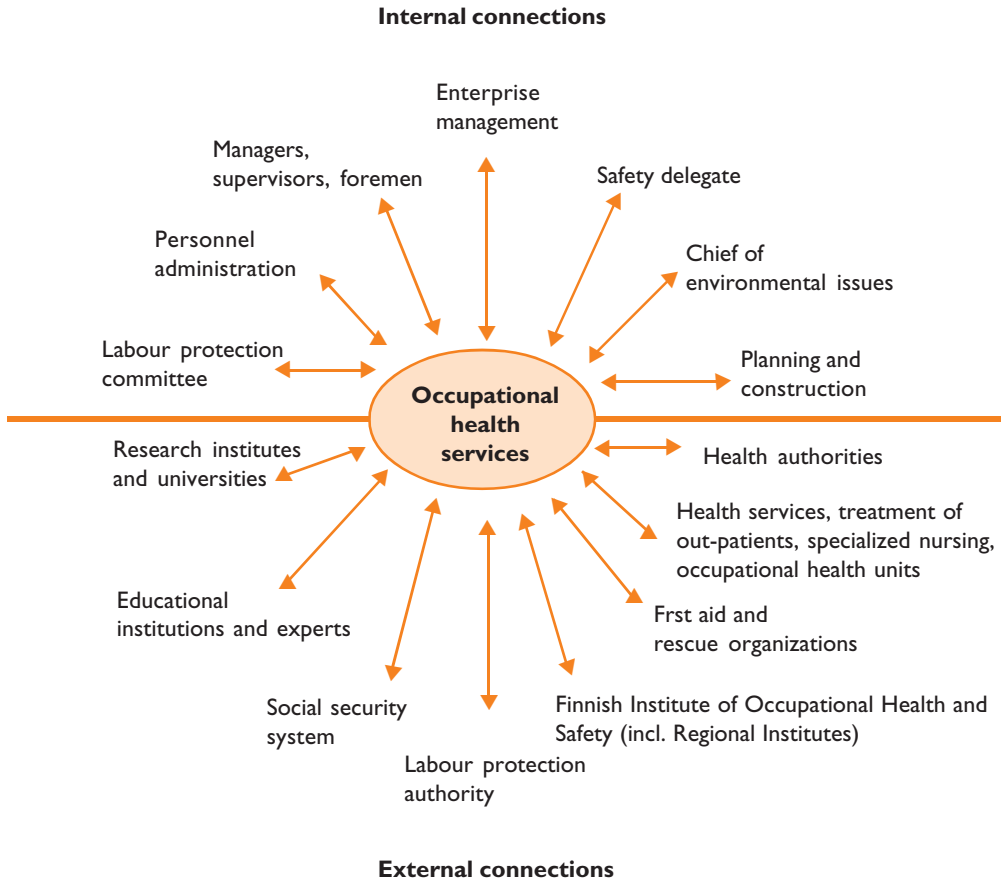 Internal connections
Enterprise
management
Managers,
supervisors, foremen
Safety delegate
Personnel
administration
Chief of
environmental issues
Labour protection
committee
Planning and
construction
Occupational
health
services
Research institutes
and universities
Health authorities
Health services, treatment of
out-patients, specialized nursing,
occupational health units
Educational
institutions and experts
Frst aid and
rescue organizations
Social security
system
Finnish Institute of Occupational Health and
Safety (incl. Regional Institutes)
Labour protection
authority
External connections